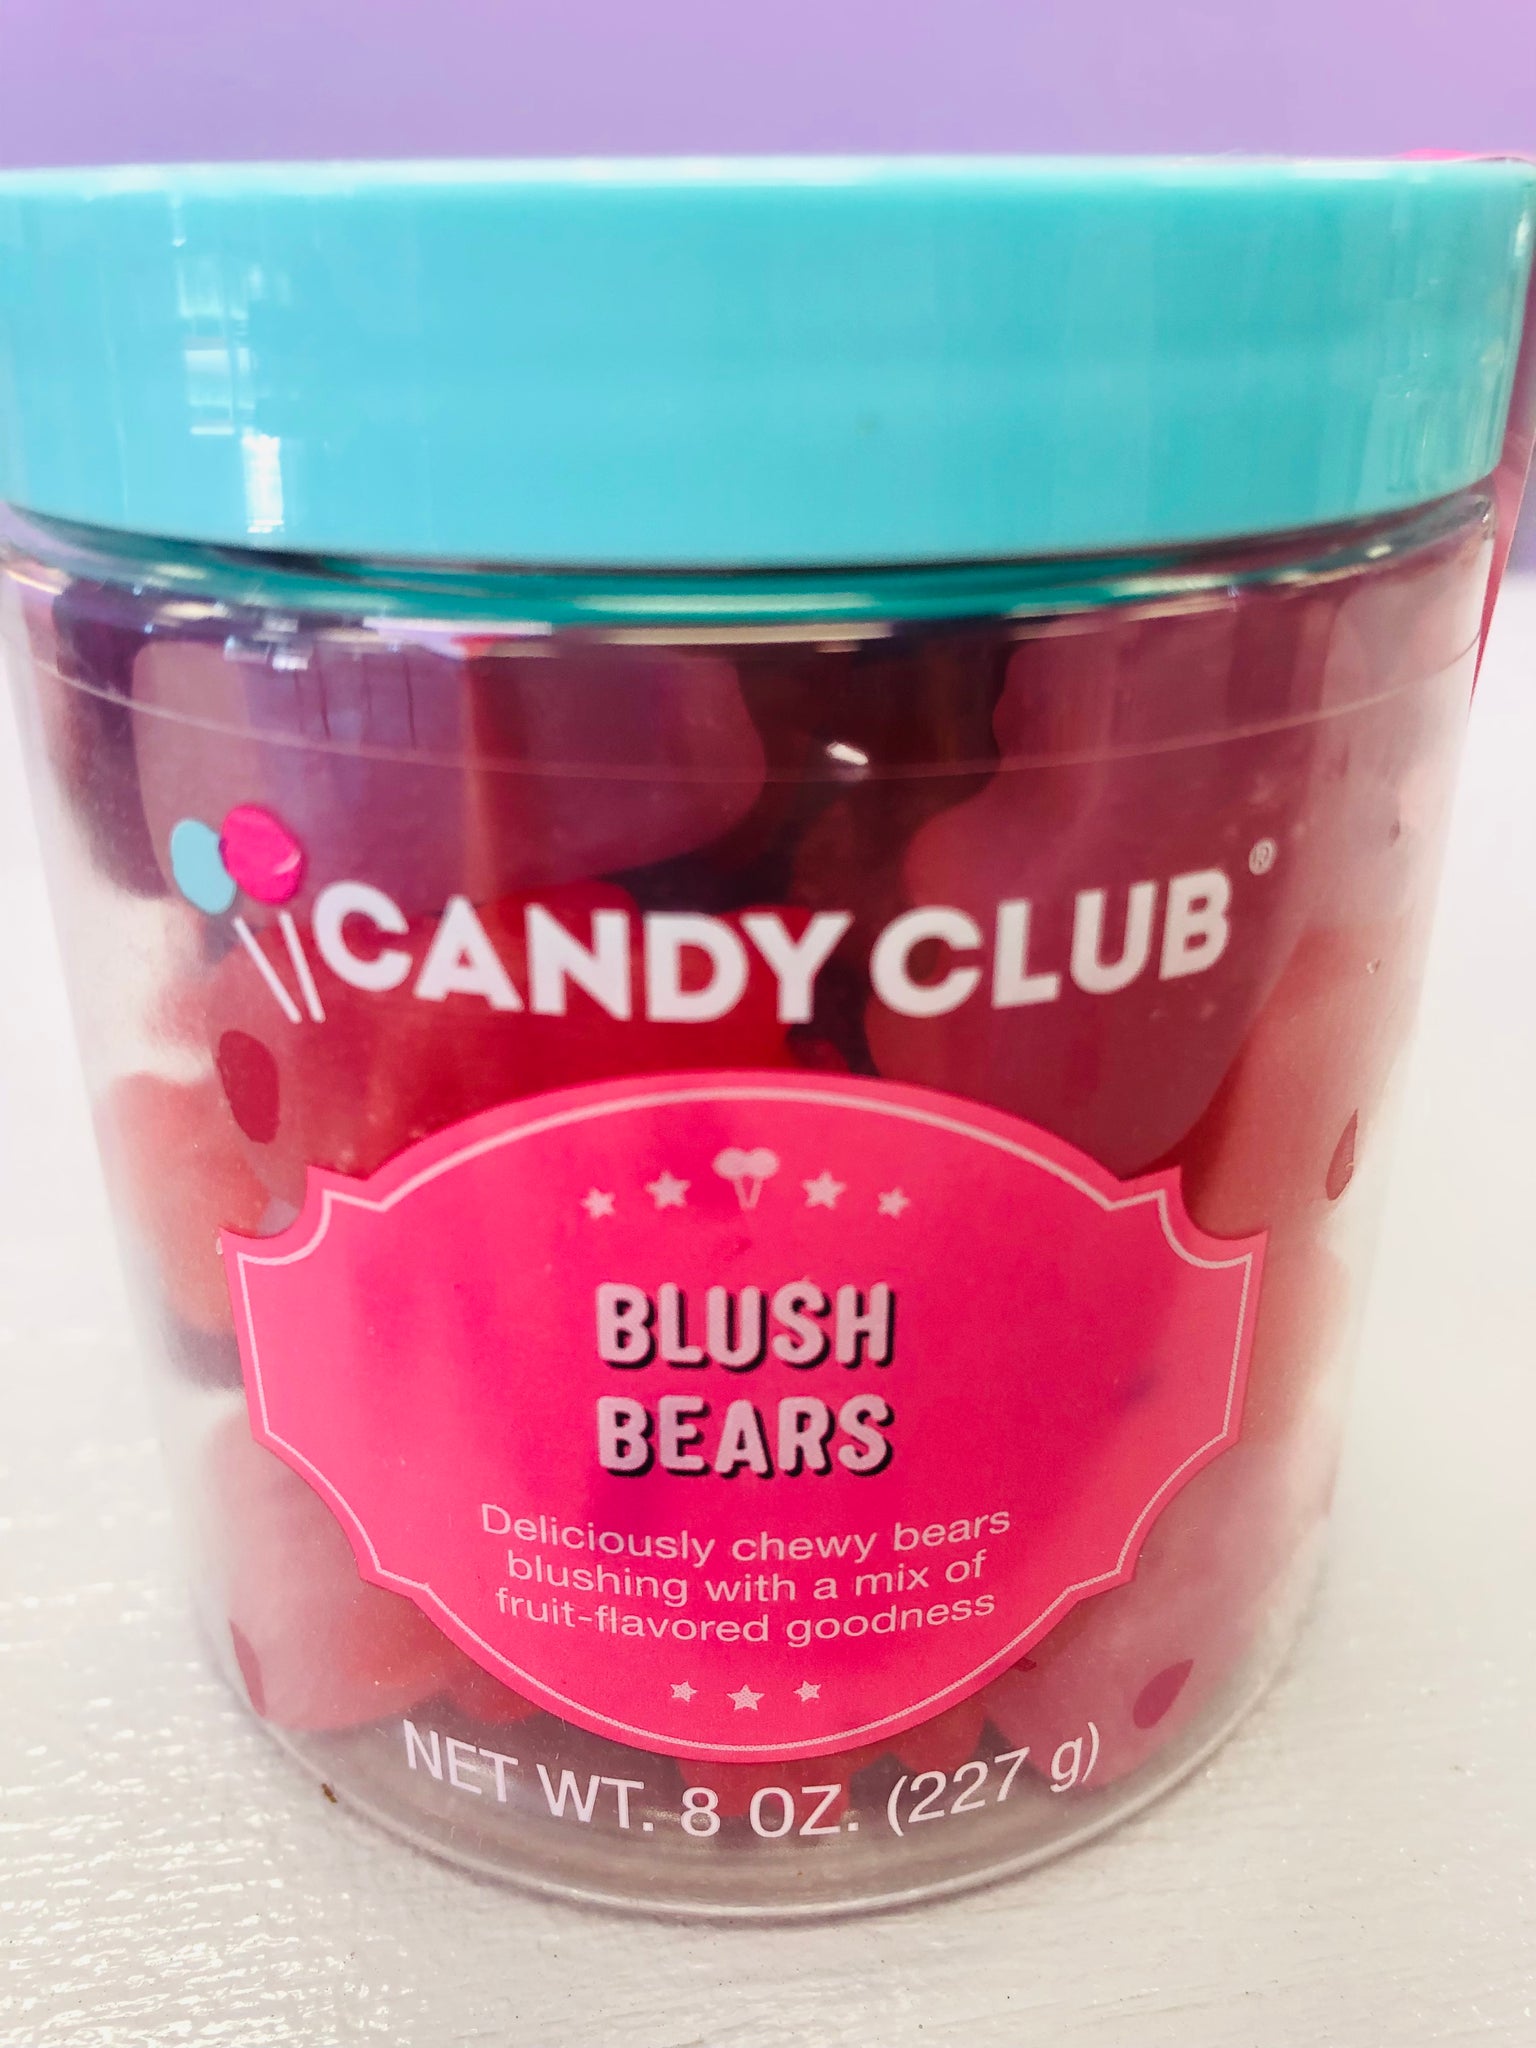 CANDY CLUB®
BLUSH
BEARS
Deliciously chewy bears
blushing with a mix of
fruit-flavored goodness
NET WT. 8 OZ. (227 g)